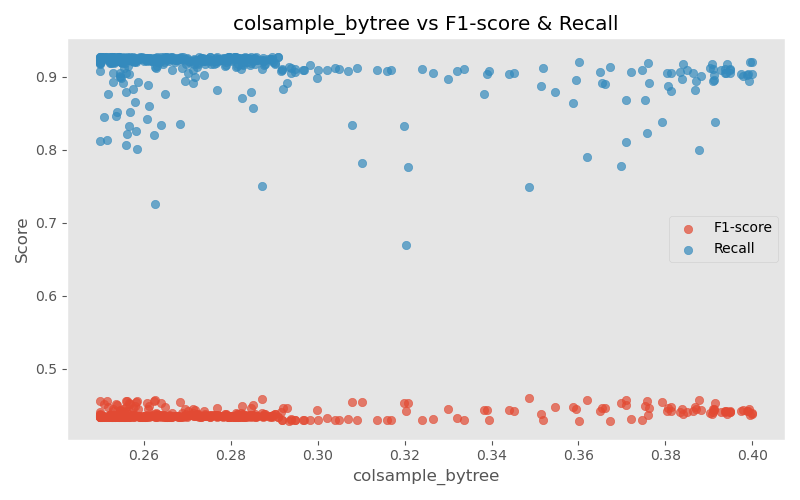 colsample_bytree vs F1-score & Recall
0.9
0.8
0.7
0.6
0.5
Score
F1-score
Recall
0.26 0.28 0.30 0.32 0.34 0.36 0.38 0.40
colsample_bytree